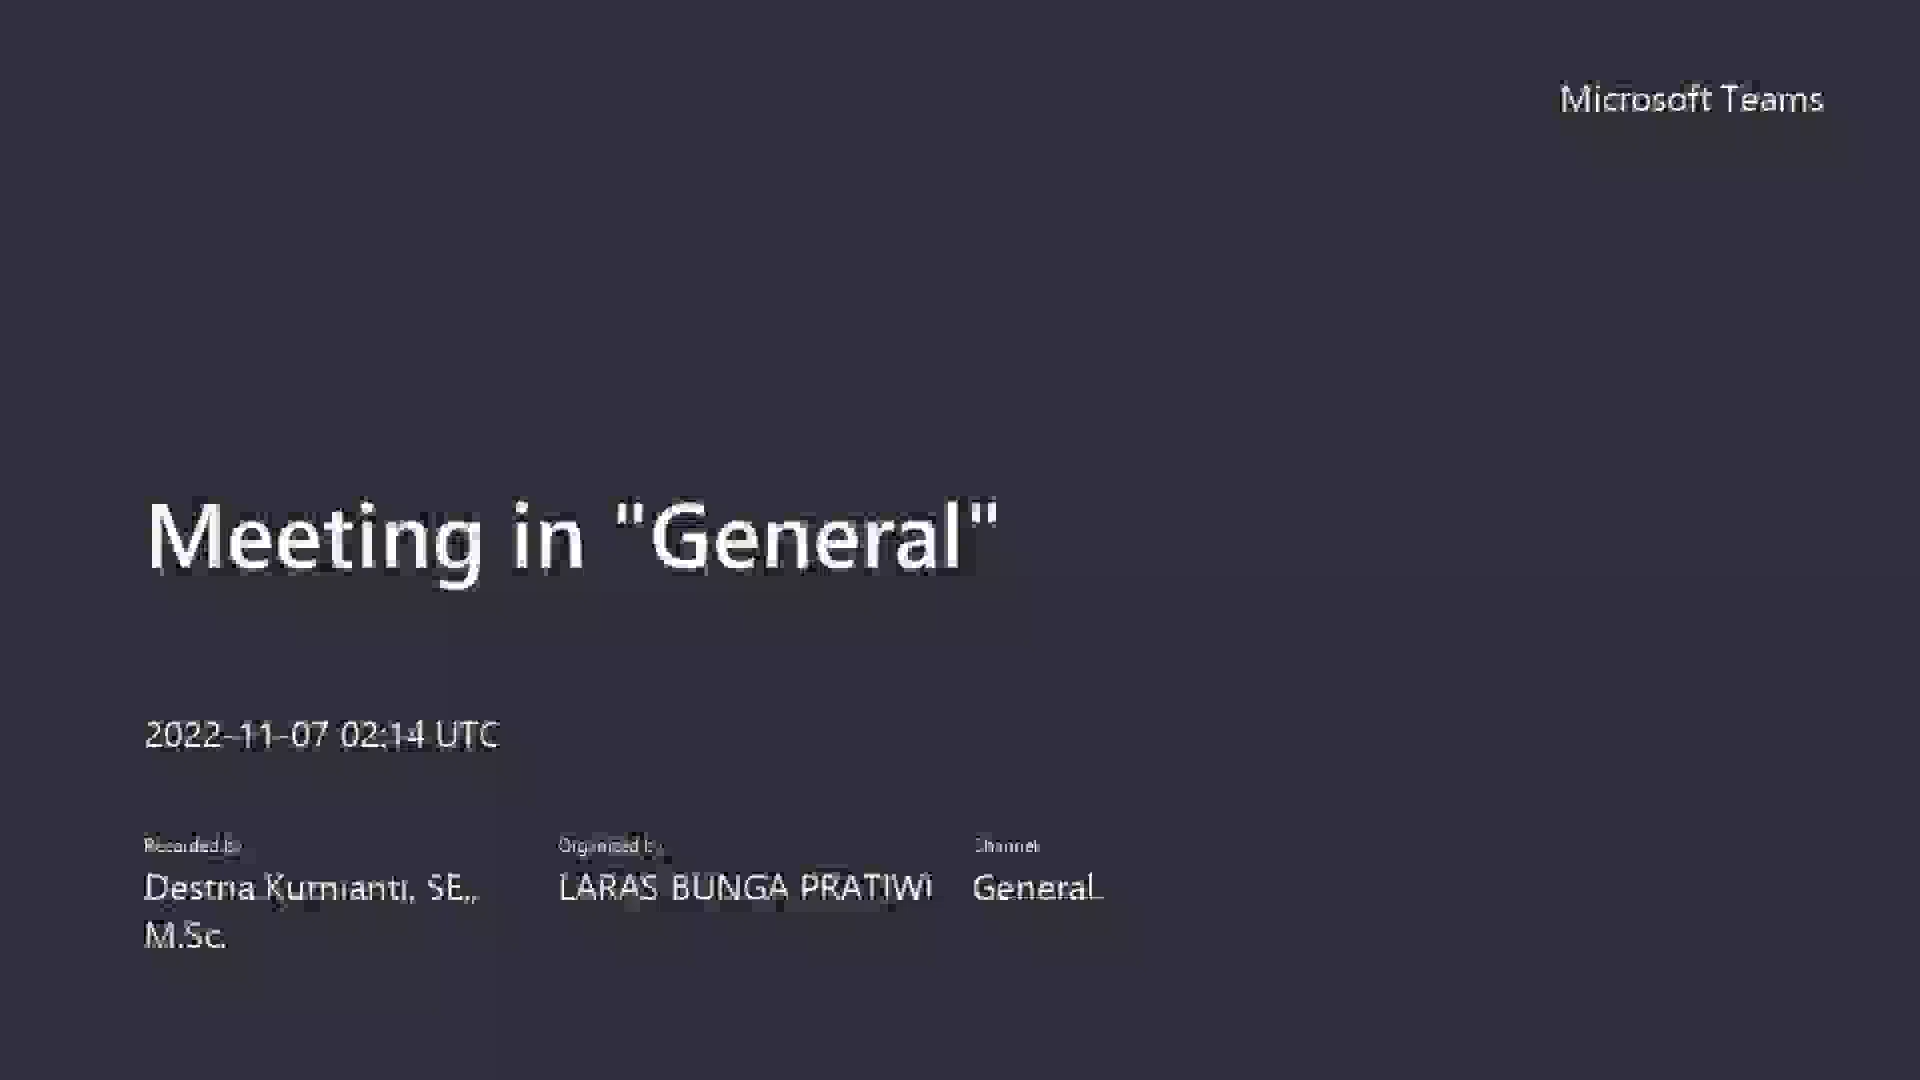 Microsoft Teams
Meeting in "General"
2022-11-07 02:14 UTC
Recorded by
Organized by
Channel
Destria Kurnianti, SE.,
LARAS BUNGA PRATIWI
General
M.Sc.